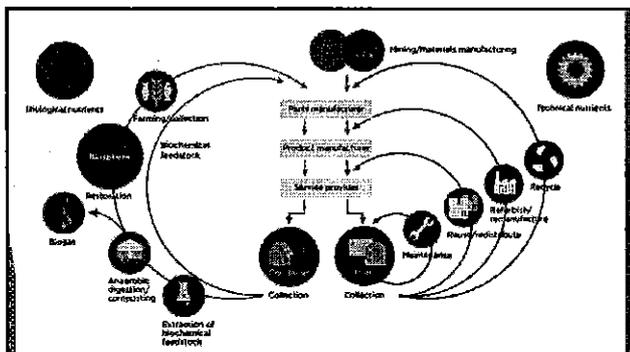 Mining/materials manufacturing
Biological nutrients
Technical nutrients
Farming/collection
Parts manufacturer
Biochemical
feedstock
Product manufacturer
Biosphere
Recycle
Restoration
Service provider
Refurbish/
remanufacture
Biogas
Reuse/redistribute
Maintenance
Anaerobic
digestion/
composting
Collection
Collection
Extraction of
biochemical
feedstock